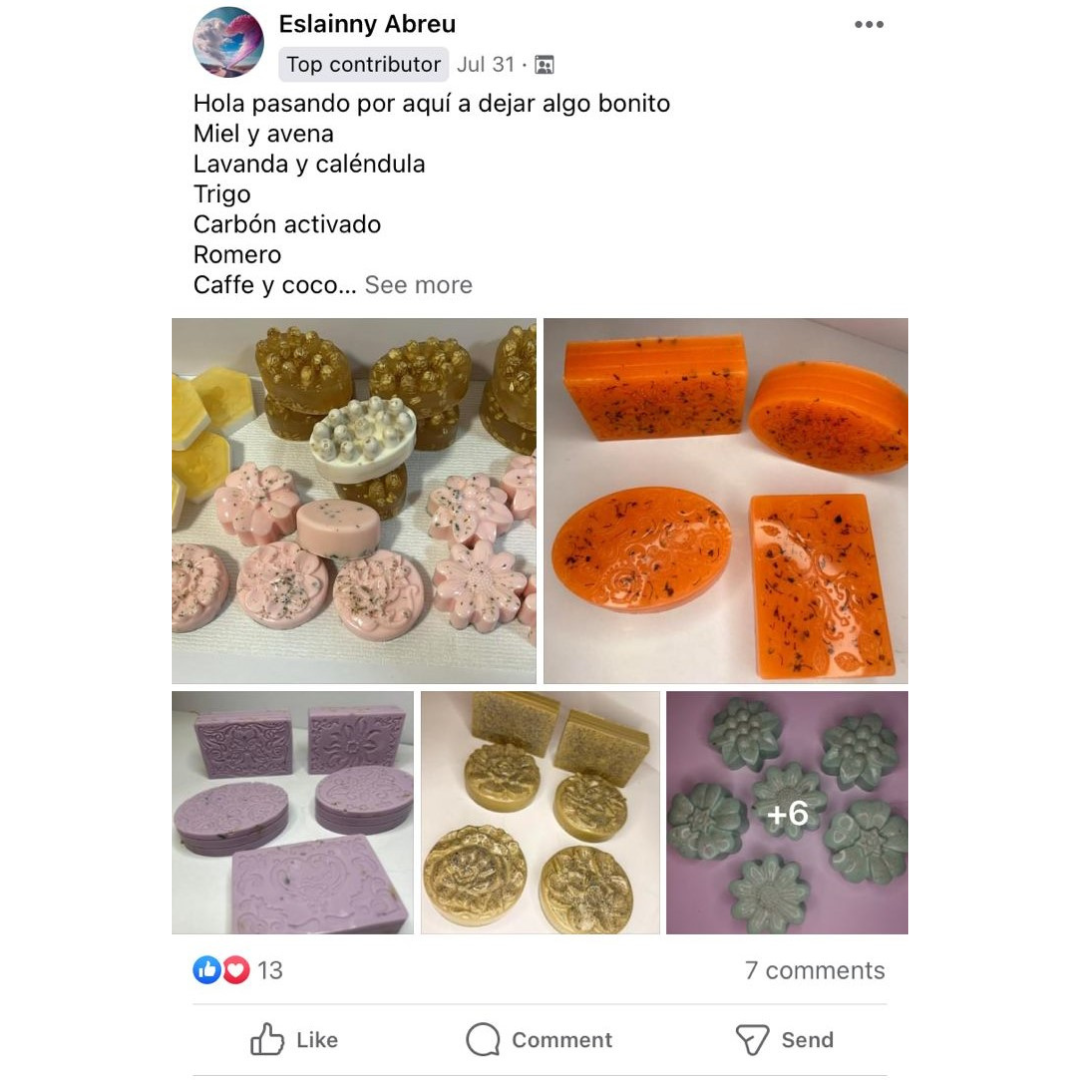 Eslainny Abreu
Top contributor Jul 31 ·
Hola pasando por aquí a dejar algo bonito
Miel y avena
Lavanda y caléndula
Trigo
Carbón activado
Romero
Caffe y coco... See more
+6
13 7 comments
Like Comment Send